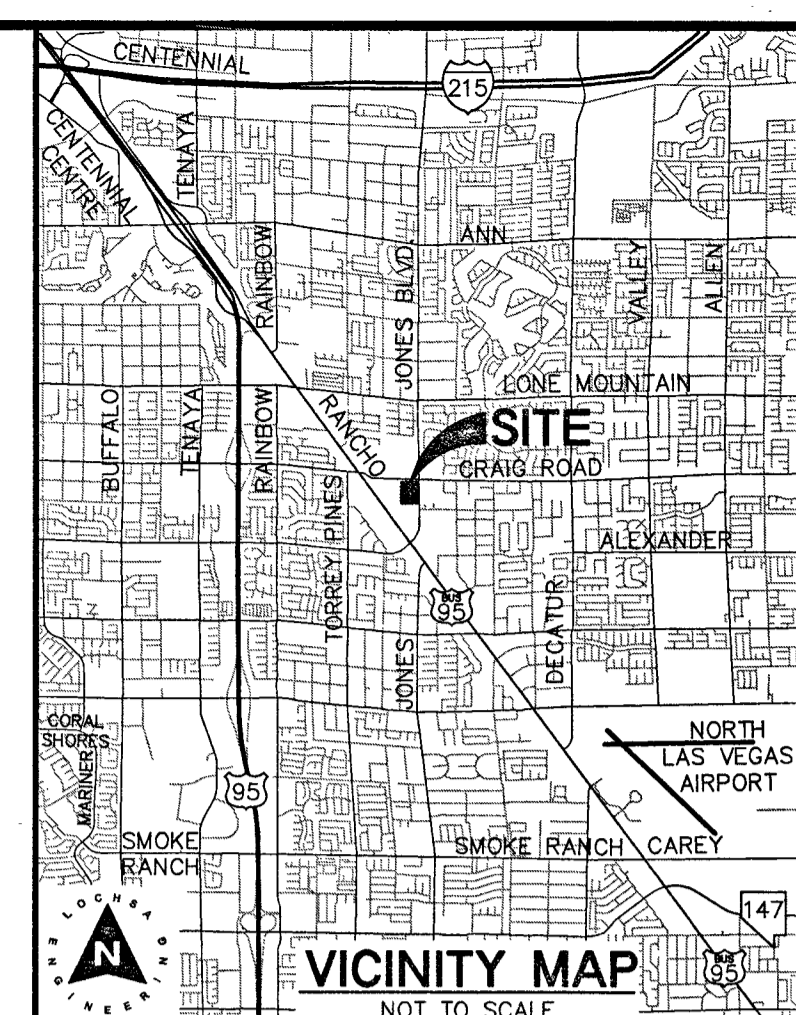 CENTENNIAL
215
CENTENNIAL
CENTRE
TENAYA
RAINBOW
JONES BLVD.
ANN
VALLEY
ALLEN
LONE MOUNTAIN
BUFFALO
TENAYA
RAINBOW
RANCHO
SITE
CRAIG ROAD
TORREY PINES
ALEXANDER
BUS
95
DECATUR
JONES
CORAL
SHORES
MARINER
95
NORTH
LAS VEGAS
AIRPORT
SMOKE
RANCH
SMOKE RANCH
CAREY
LOCHSA
ENGINEERING
N
147
BUS
95
VICINITY MAP
NOT TO SCALE